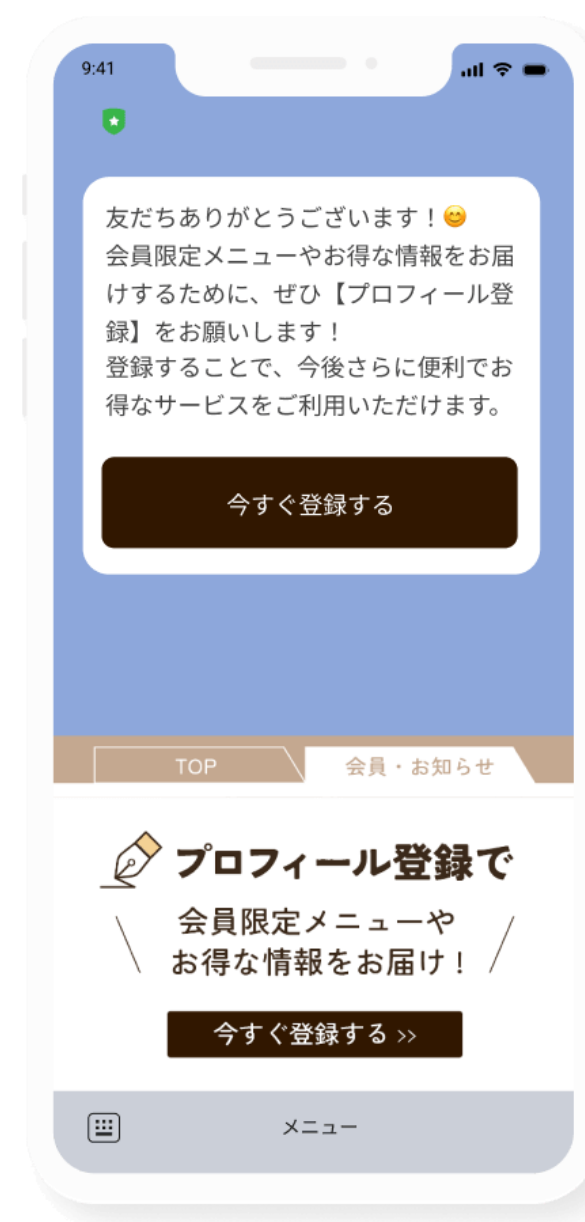 9:41
友だちありがとうございます！😊
会員限定メニューやお得な情報をお届
けするために、ぜひ【プロフィール登
録】をお願いします！
登録することで、今後さらに便利でお
得なサービスをご利用いただけます。
今すぐ登録する
TOP
会員・お知らせ
プロフィール登録で
会員限定メニューや
お得な情報をお届け！
今すぐ登録する >>
メニュー